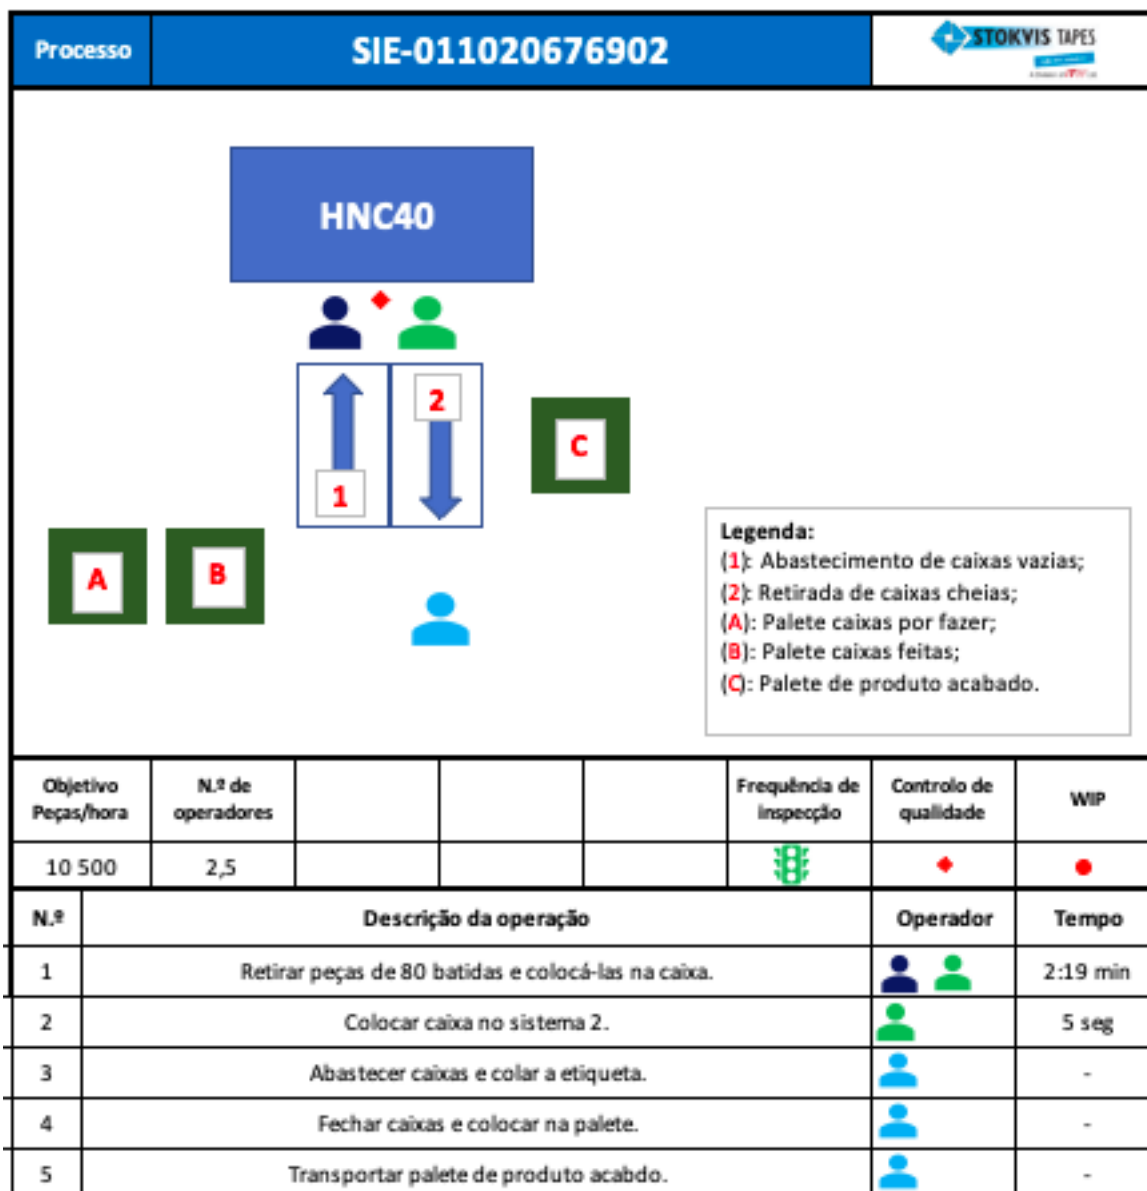 Processo
SIE-011020676902
STOKVIS TAPES
HNC40
2
1
C
A
B
Legenda:
(1): Abastecimento de caixas vazias;
(2): Retirada de caixas cheias;
(A): Palete caixas por fazer;
(B): Palete caixas feitas;
(C): Palete de produto acabado.
Objetivo
Peças/hora
N.º de
operadores
Frequência de
inspecção
Controlo de
qualidade
WIP
10 500
2,5
N.º
Descrição da operação
Operador
Tempo
1
Retirar peças de 80 batidas e colocá-las na caixa.
2:19 min
2
Colocar caixa no sistema 2.
5 seg
3
Abastecer caixas e colar a etiqueta.
-
4
Fechar caixas e colocar na palete.
-
5
Transportar palete de produto acabdo.
-